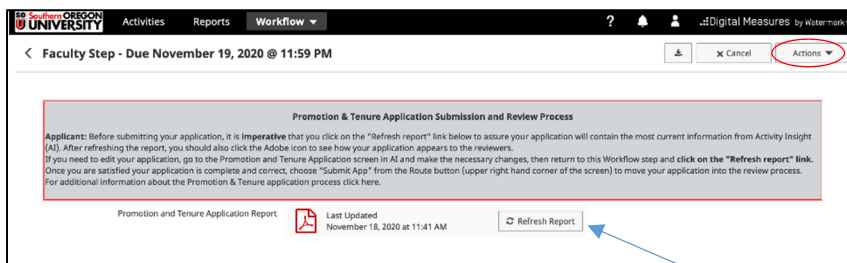 SO Southern OREGON
UNIVERSITY Activities Reports Workflow ? .::Digital Measures by Watermark
< Faculty Step - Due November 19, 2020 @ 11:59 PM x Cancel Actions
Promotion & Tenure Application Submission and Review Process
Applicant: Before submitting your application, it is imperative that you click on the "Refresh report" link below to assure your application will contain the most current information from Activity Insight
(AI). After refreshing the report, you should also click the Adobe icon to see how your application appears to the reviewers.
If you need to edit your application, go to the Promotion and Tenure Application screen in AI and make the necessary changes, then return to this Workflow step and click on the "Refresh report" link.
Once you are satisfied your application is complete and correct, choose "Submit App" from the Route button (upper right hand corner of the screen) to move your application into the review process.
For additional information about the Promotion & Tenure application process click here.
Promotion and Tenure Application Report Last Updated Refresh Report
November 18, 2020 at 11:41 AM